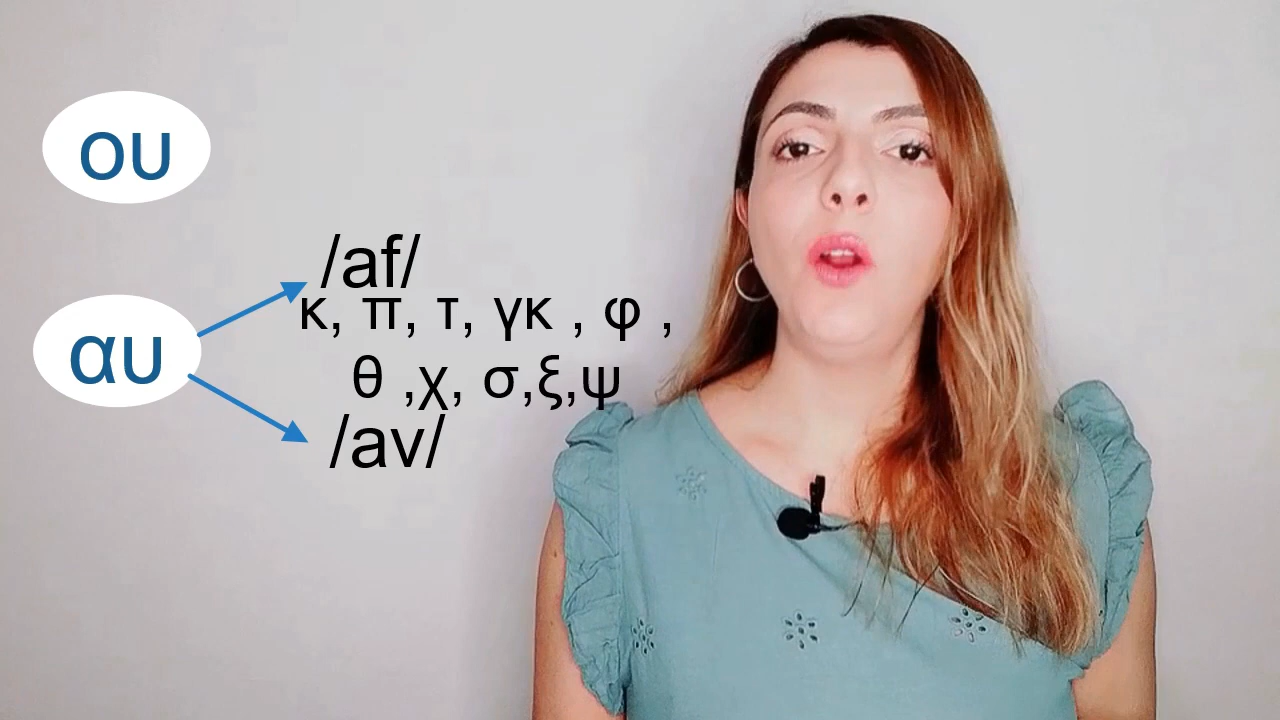 ου
/af/
κ, π, τ, γκ , φ ,
αυ
θ ,χ, σ,ξ,ψ
/av/